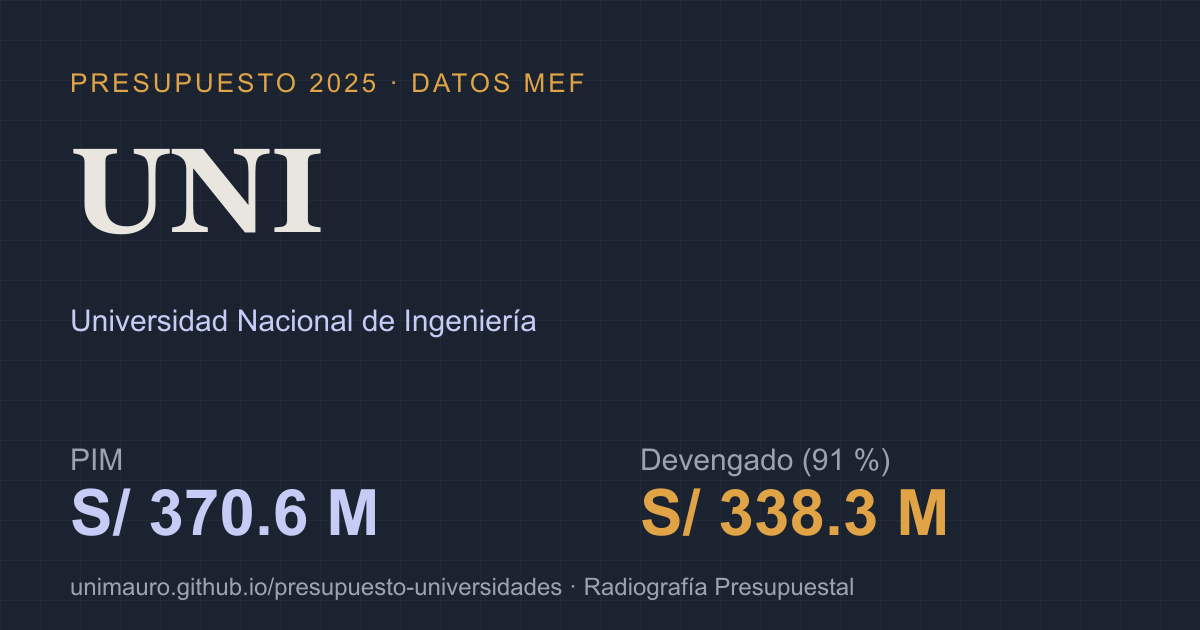 PRESUPUESTO 2025 · DATOS MEF
UNI
Universidad Nacional de Ingeniería
PIM
S/ 370.6 M
Devengado (91 %)
S/ 338.3 M
unimauro.github.io/presupuesto-universidades · Radiografía Presupuestal